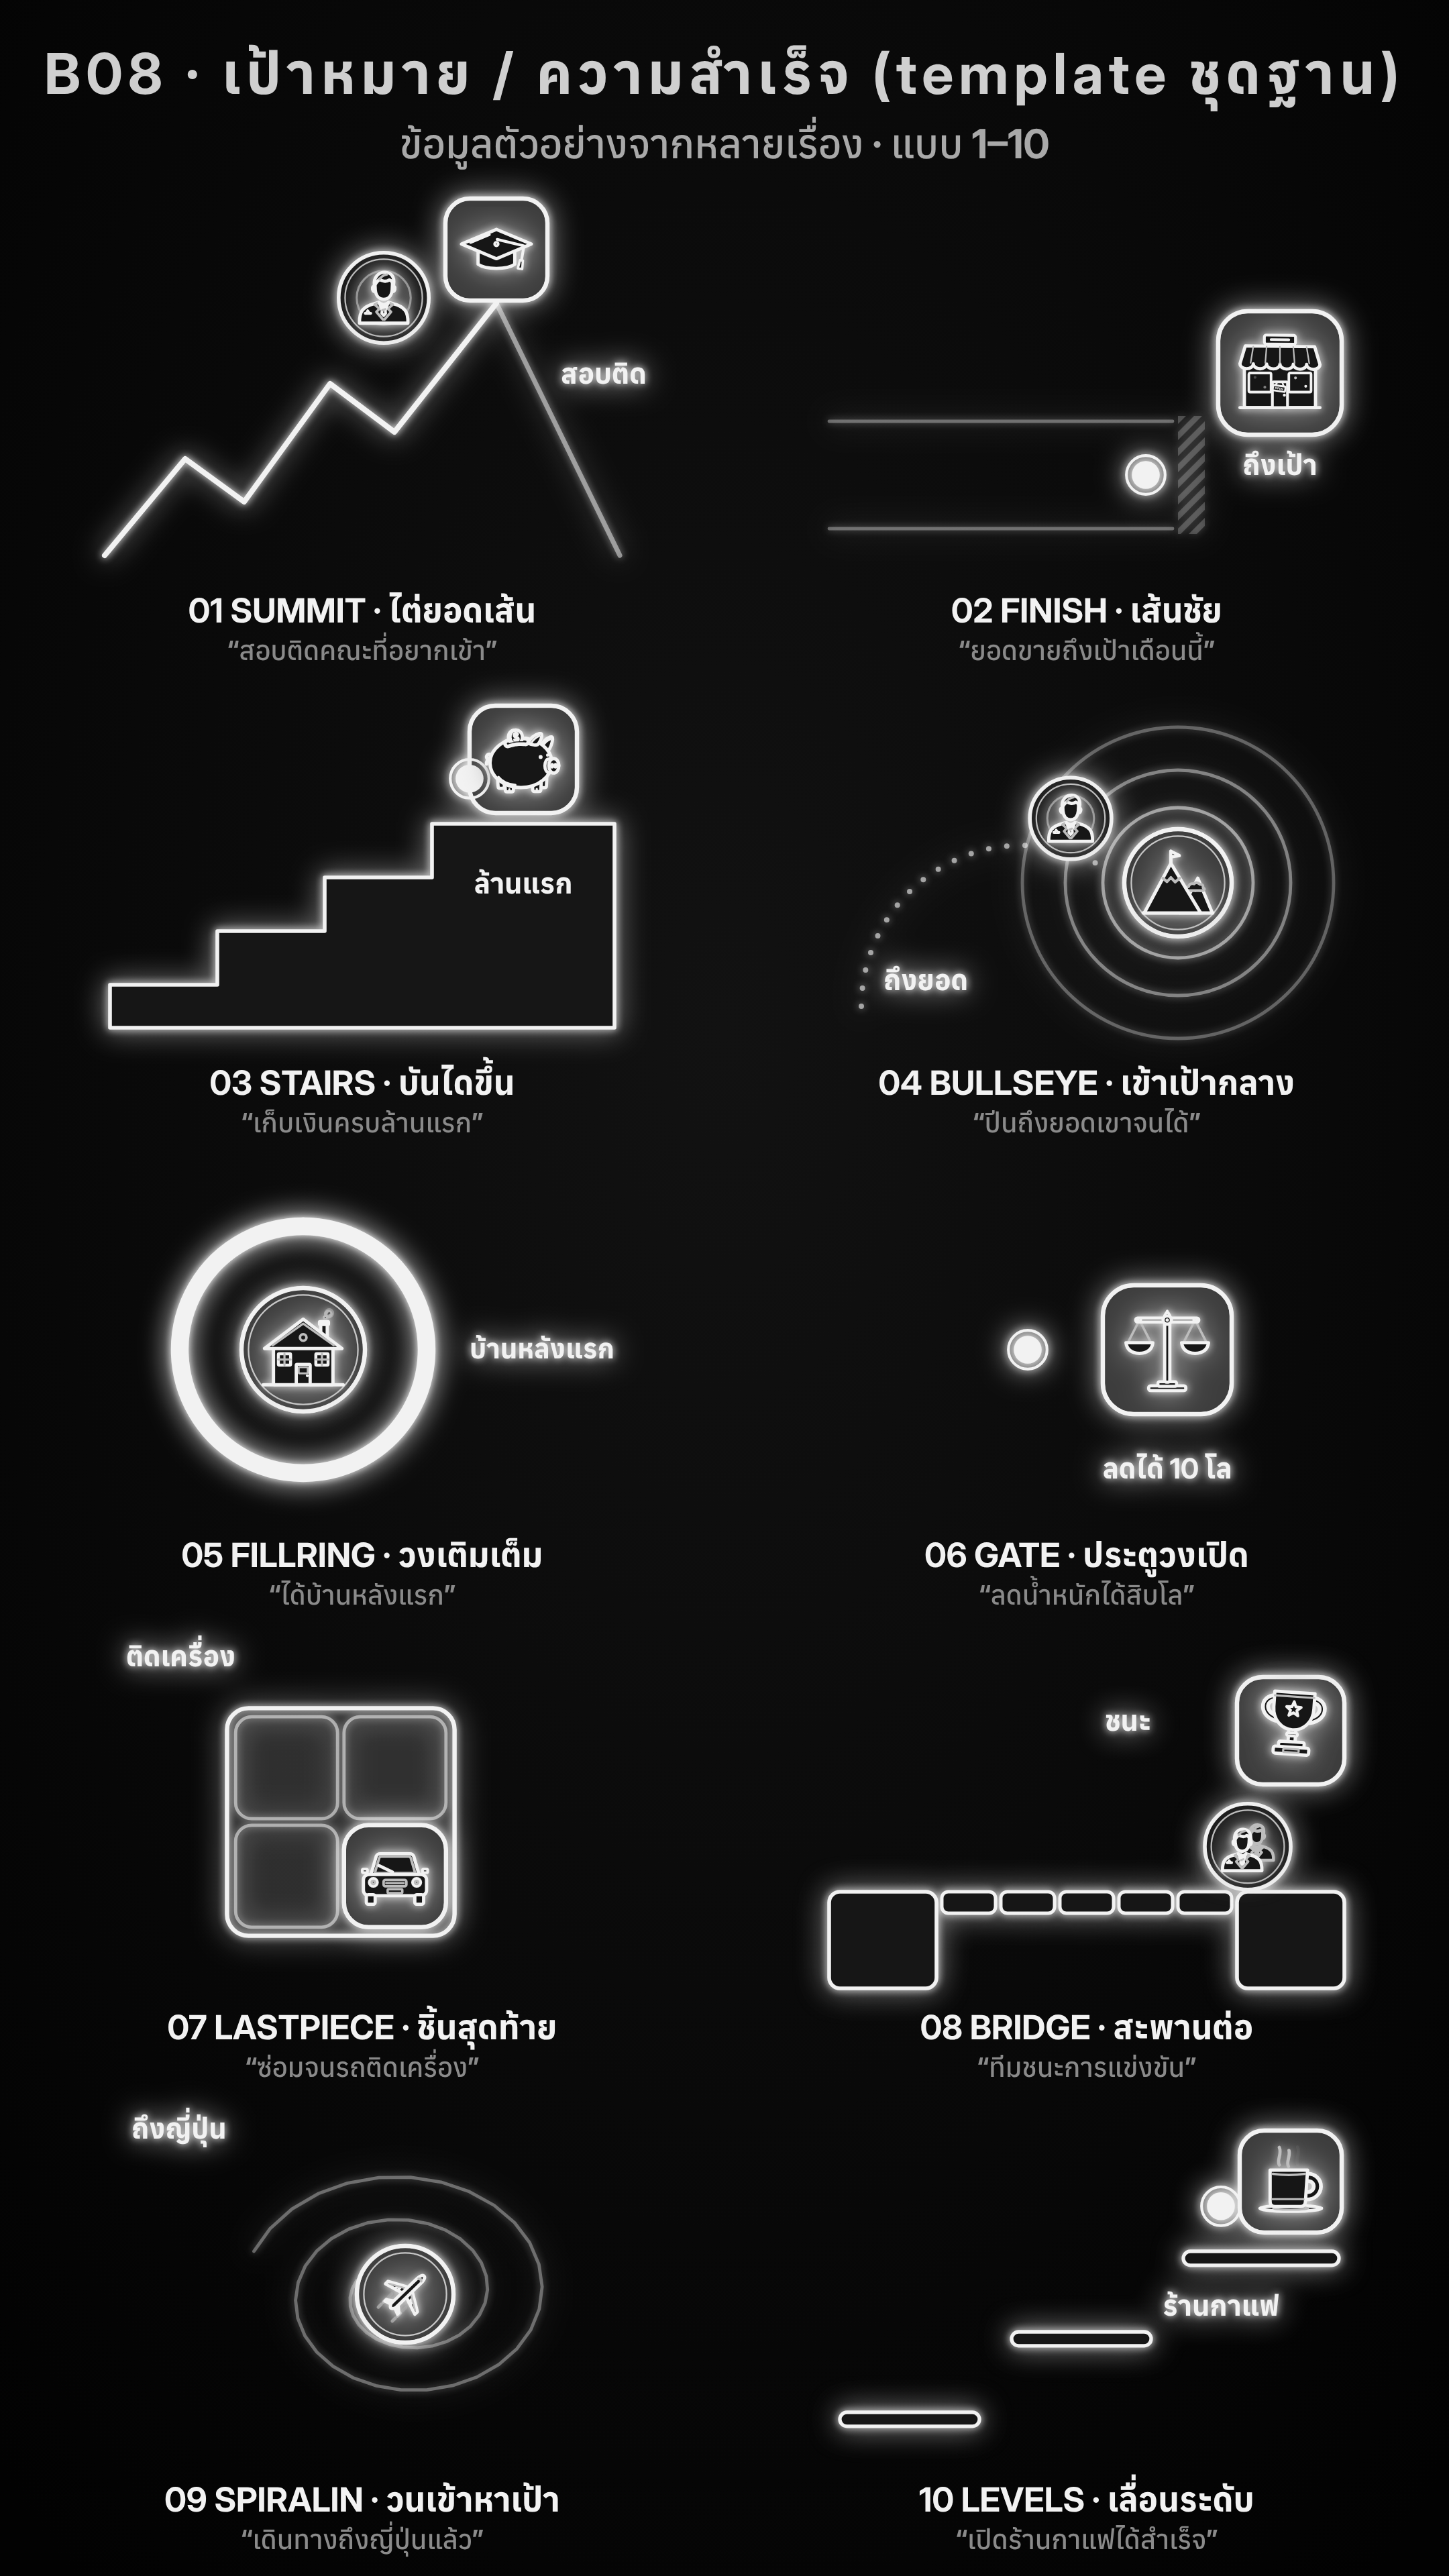 B08 · เป้าหมาย / ความสำเร็จ (template ชุดฐาน)
ข้อมูลตัวอย่างจากหลายเรื่อง · แบบ 1–10
สอบติด
ถึงเป้า
01 SUMMIT · ไต่ยอดเส้น
“สอบติดคณะที่อยากเข้า”
02 FINISH · เส้นชัย
“ยอดขายถึงเป้าเดือนนี้”
ล้านแรก
ถึงยอด
03 STAIRS · บันไดขึ้น
“เก็บเงินครบล้านแรก”
04 BULLSEYE · เข้าเป้ากลาง
“ปีนถึงยอดเขาจนได้”
บ้านหลังแรก
ลดได้ 10 โล
05 FILLRING · วงเติมเต็ม
“ได้บ้านหลังแรก”
06 GATE · ประตูวงเปิด
“ลดน้ำหนักได้สิบโล”
ติดเครื่อง
ชนะ
07 LASTPIECE · ชิ้นสุดท้าย
“ซ่อมจนรถติดเครื่อง”
08 BRIDGE · สะพานต่อ
“ทีมชนะการแข่งขัน”
ถึงญี่ปุ่น
ร้านกาแฟ
09 SPIRALIN · วนเข้าหาเป้า
“เดินทางถึงญี่ปุ่นแล้ว”
10 LEVELS · เลื่อนระดับ
“เปิดร้านกาแฟได้สำเร็จ”